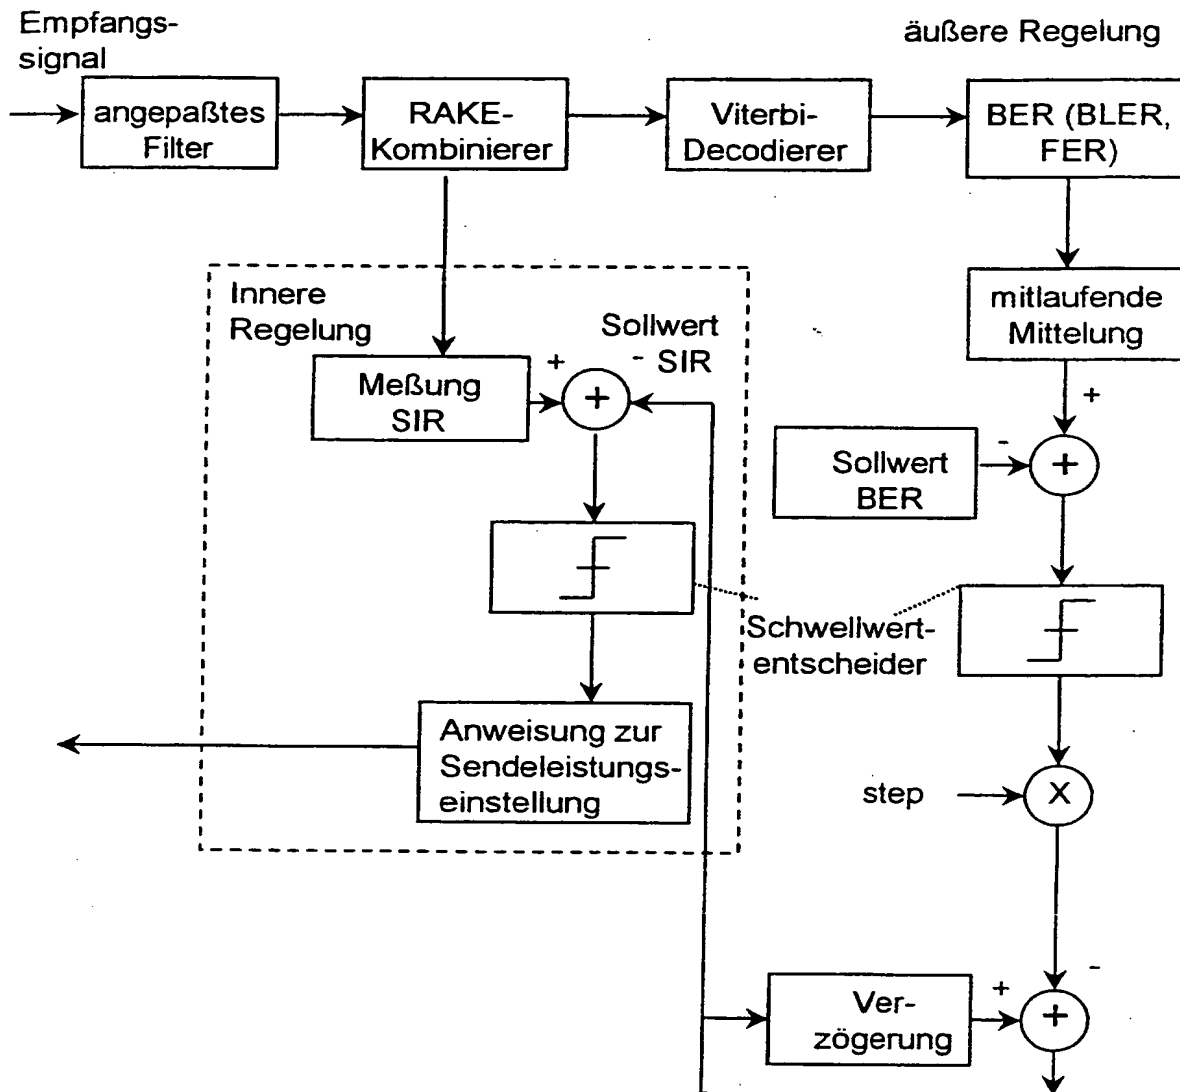 Empfangs-
signal
äußere Regelung
angepaßtes
Filter
RAKE-
Kombinierer
Viterbi-
Decodierer
BER (BLER,
FER)
Innere
Regelung
Sollwert
SIR
mitlaufende
Mittelung
Meßung
SIR
+
-
+
+
-
+
Sollwert
BER
Schwellwert-
entscheider
Anweisung zur
Sendeleistungs-
einstellung
step
X
-
Ver-
zögerung
+
+